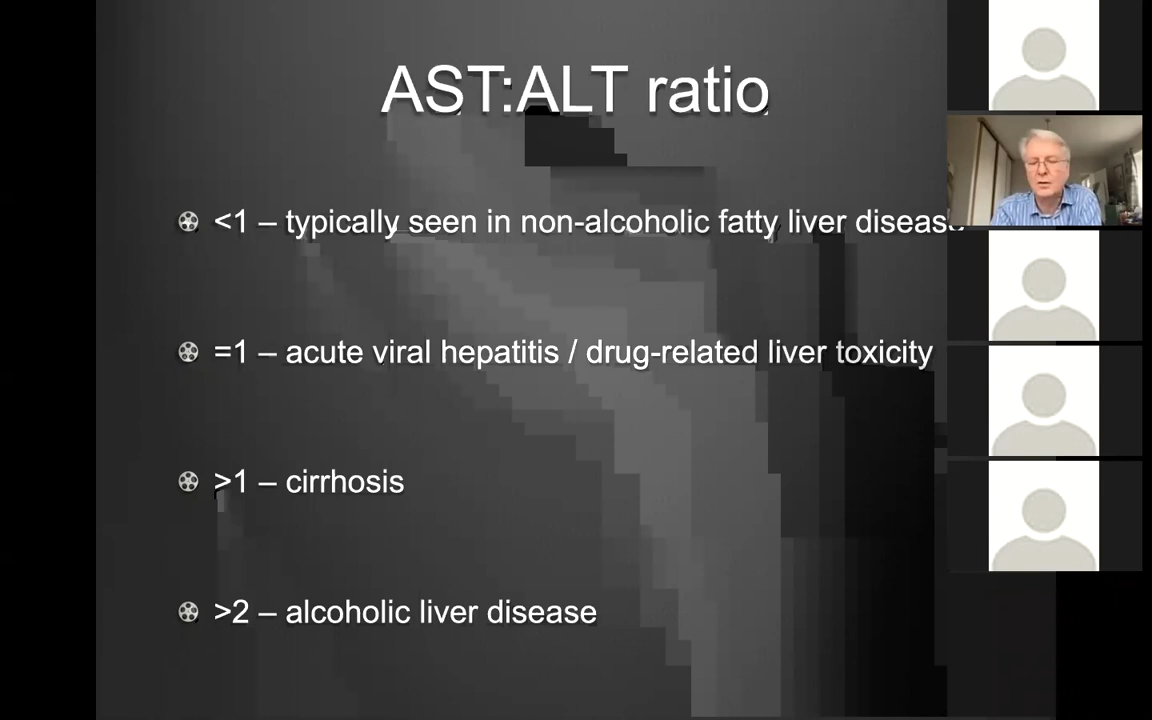 AST:ALT ratio
<1 – typically seen in non-alcoholic fatty liver disease
=1 – acute viral hepatitis / drug-related liver toxicity
>1 – cirrhosis
>2 – alcoholic liver disease